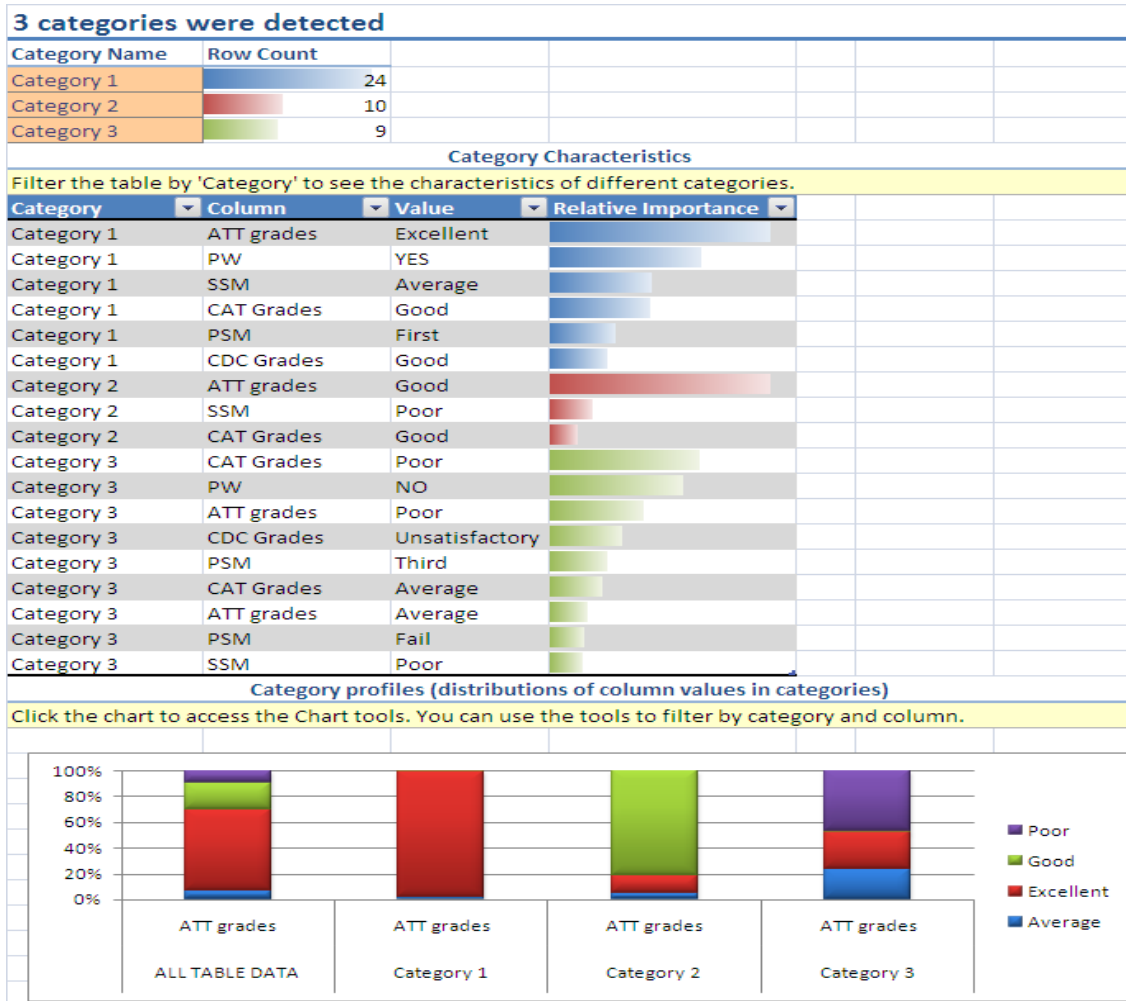 3 categories were detected
Category Name Row Count
Category 1 24
Category 2 10
Category 3 9
Category Characteristics
Filter the table by 'Category' to see the characteristics of different categories.
Category Column Value Relative Importance
Category 1 ATT grades Excellent
Category 1 PW YES
Category 1 SSM Average
Category 1 CAT Grades Good
Category 1 PSM First
Category 1 CDC Grades Good
Category 2 ATT grades Good
Category 2 SSM Poor
Category 2 CAT Grades Good
Category 3 CAT Grades Poor
Category 3 PW NO
Category 3 ATT grades Poor
Category 3 CDC Grades Unsatisfactory
Category 3 PSM Third
Category 3 CAT Grades Average
Category 3 ATT grades Average
Category 3 PSM Fail
Category 3 SSM Poor
Category profiles (distributions of column values in categories)
Click the chart to access the Chart tools. You can use the tools to filter by category and column.
100%
80%
60%
40%
20%
0%
ATT grades ATT grades ATT grades ATT grades
ALL TABLE DATA Category 1 Category 2 Category 3
Poor
Good
Excellent
Average